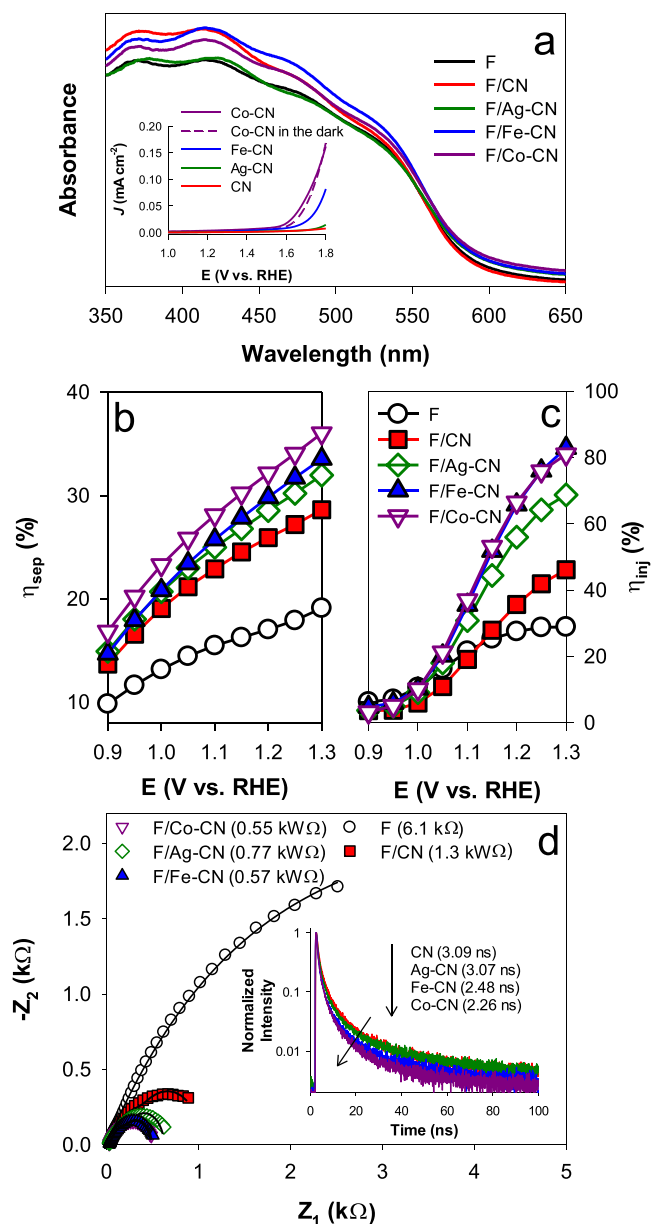 a
F
F/CN
F/Ag-CN
F/Fe-CN
F/Co-CN
Absorbance
Co-CN
Co-CN in the dark
Fe-CN
Ag-CN
CN
J (mA cm⁻²)
0.20
0.15
0.10
0.05
0.00
1.0 1.2 1.4 1.6 1.8
E (V vs. RHE)
350 400 450 500 550 600 650
Wavelength (nm)
b
ηsep (%)
40
30
20
10
0.9 1.0 1.1 1.2 1.3
E (V vs. RHE)
c
F
F/CN
F/Ag-CN
F/Fe-CN
F/Co-CN
100
80
60
40
20
0
ηinj (%)
0.9 1.0 1.1 1.2 1.3
E (V vs. RHE)
d
F/Co-CN (0.55 kWΩ)
F/Ag-CN (0.77 kWΩ)
F/Fe-CN (0.57 kWΩ)
F (6.1 kΩ)
F/CN (1.3 kWΩ)
-Z₂ (kΩ)
2.0
1.5
1.0
0.5
0.0
Normalized
Intensity
1
0.1
0.01
CN (3.09 ns)
Ag-CN (3.07 ns)
Fe-CN (2.48 ns)
Co-CN (2.26 ns)
0 20 40 60 80 100
Time (ns)
0 1 2 3 4 5
Z₁ (kΩ)